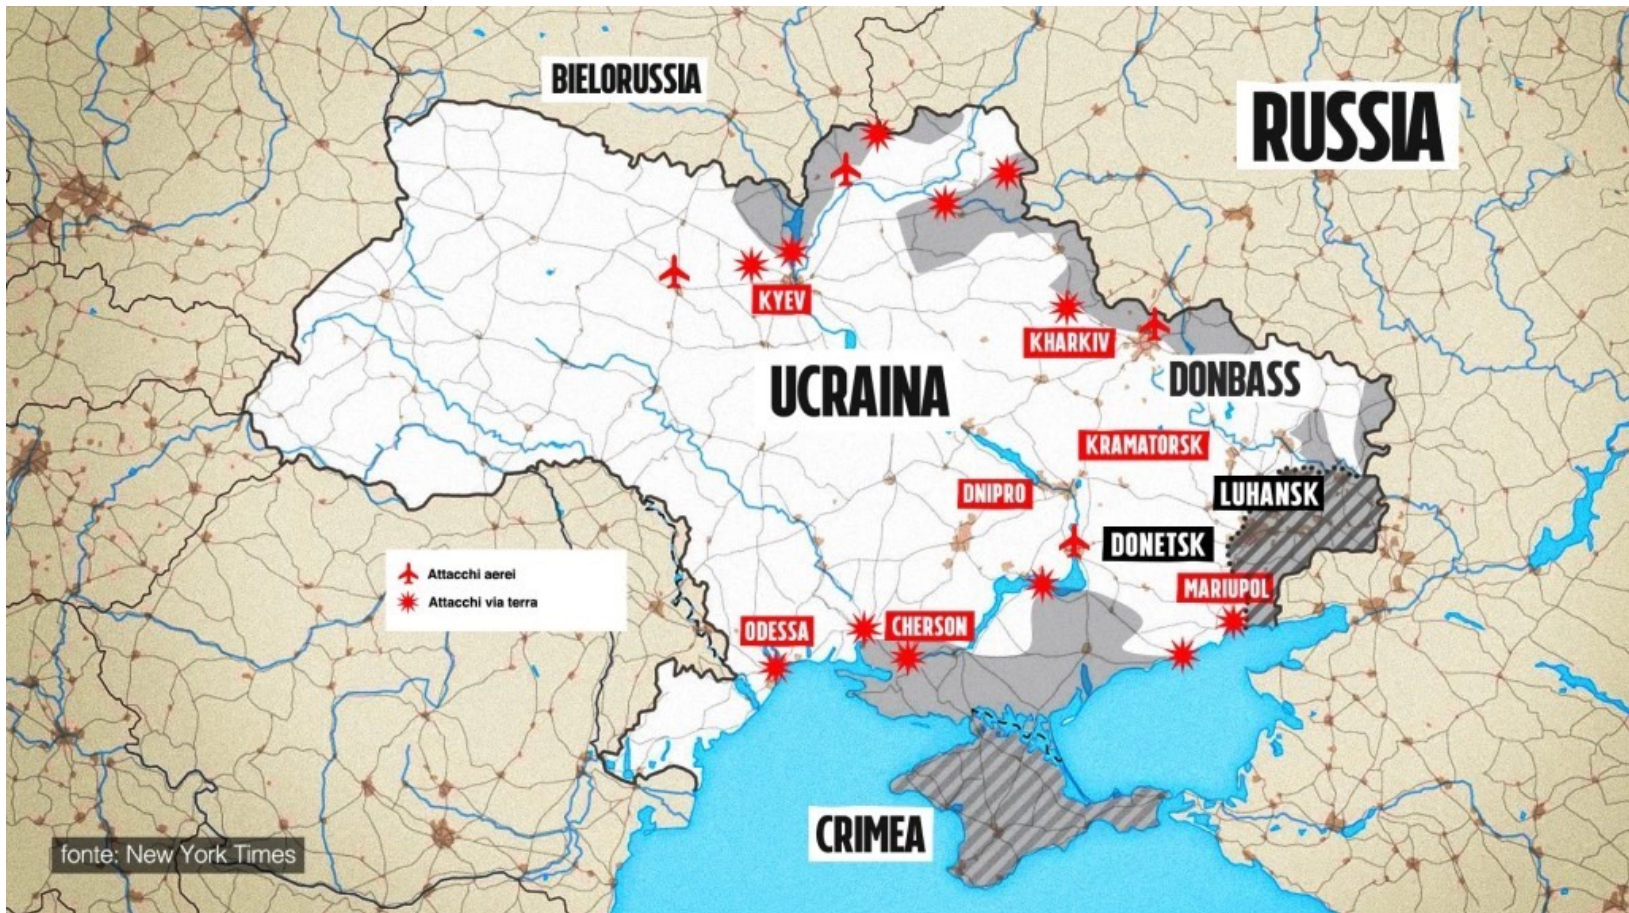 BIELORUSSIA
RUSSIA
KYEV
KHARKIV
UCRAINA
DONBASS
KRAMATORSK
DNIPRO
LUHANSK
DONETSK
Attacchi aerei
Attacchi via terra
MARIUPOL
ODESSA
CHERSON
CRIMEA
fonte: New York Times